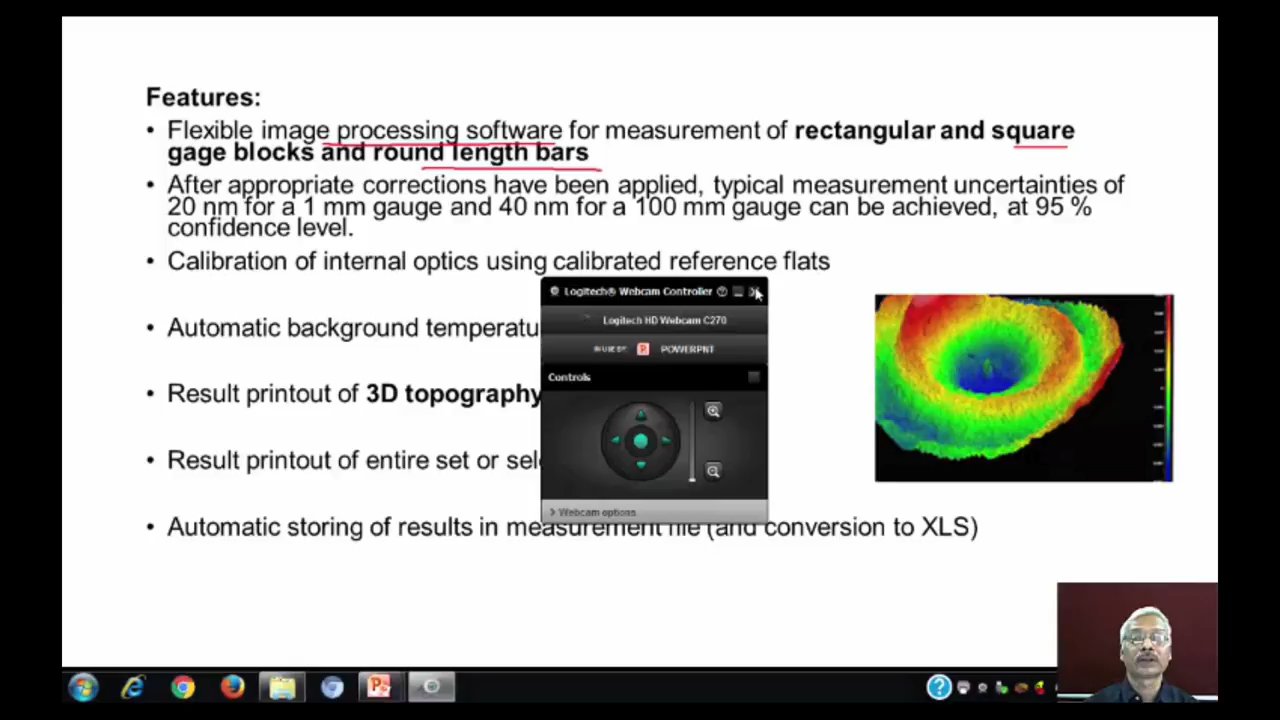 Features:
• Flexible image processing software for measurement of rectangular and square
gage blocks and round length bars
• After appropriate corrections have been applied, typical measurement uncertainties of
20 nm for a 1 mm gauge and 40 nm for a 100 mm gauge can be achieved, at 95 %
confidence level.
• Calibration of internal optics using calibrated reference flats
Logitech® Webcam Controller
Logitech HD Webcam C270
• Automatic background
IN USE BY: POWERPNT
Controls
• Result printout of 3D topography
• Result printout of entire set or
Webcam options
• Automatic storing of results in measurement file (and conversion to XLS)